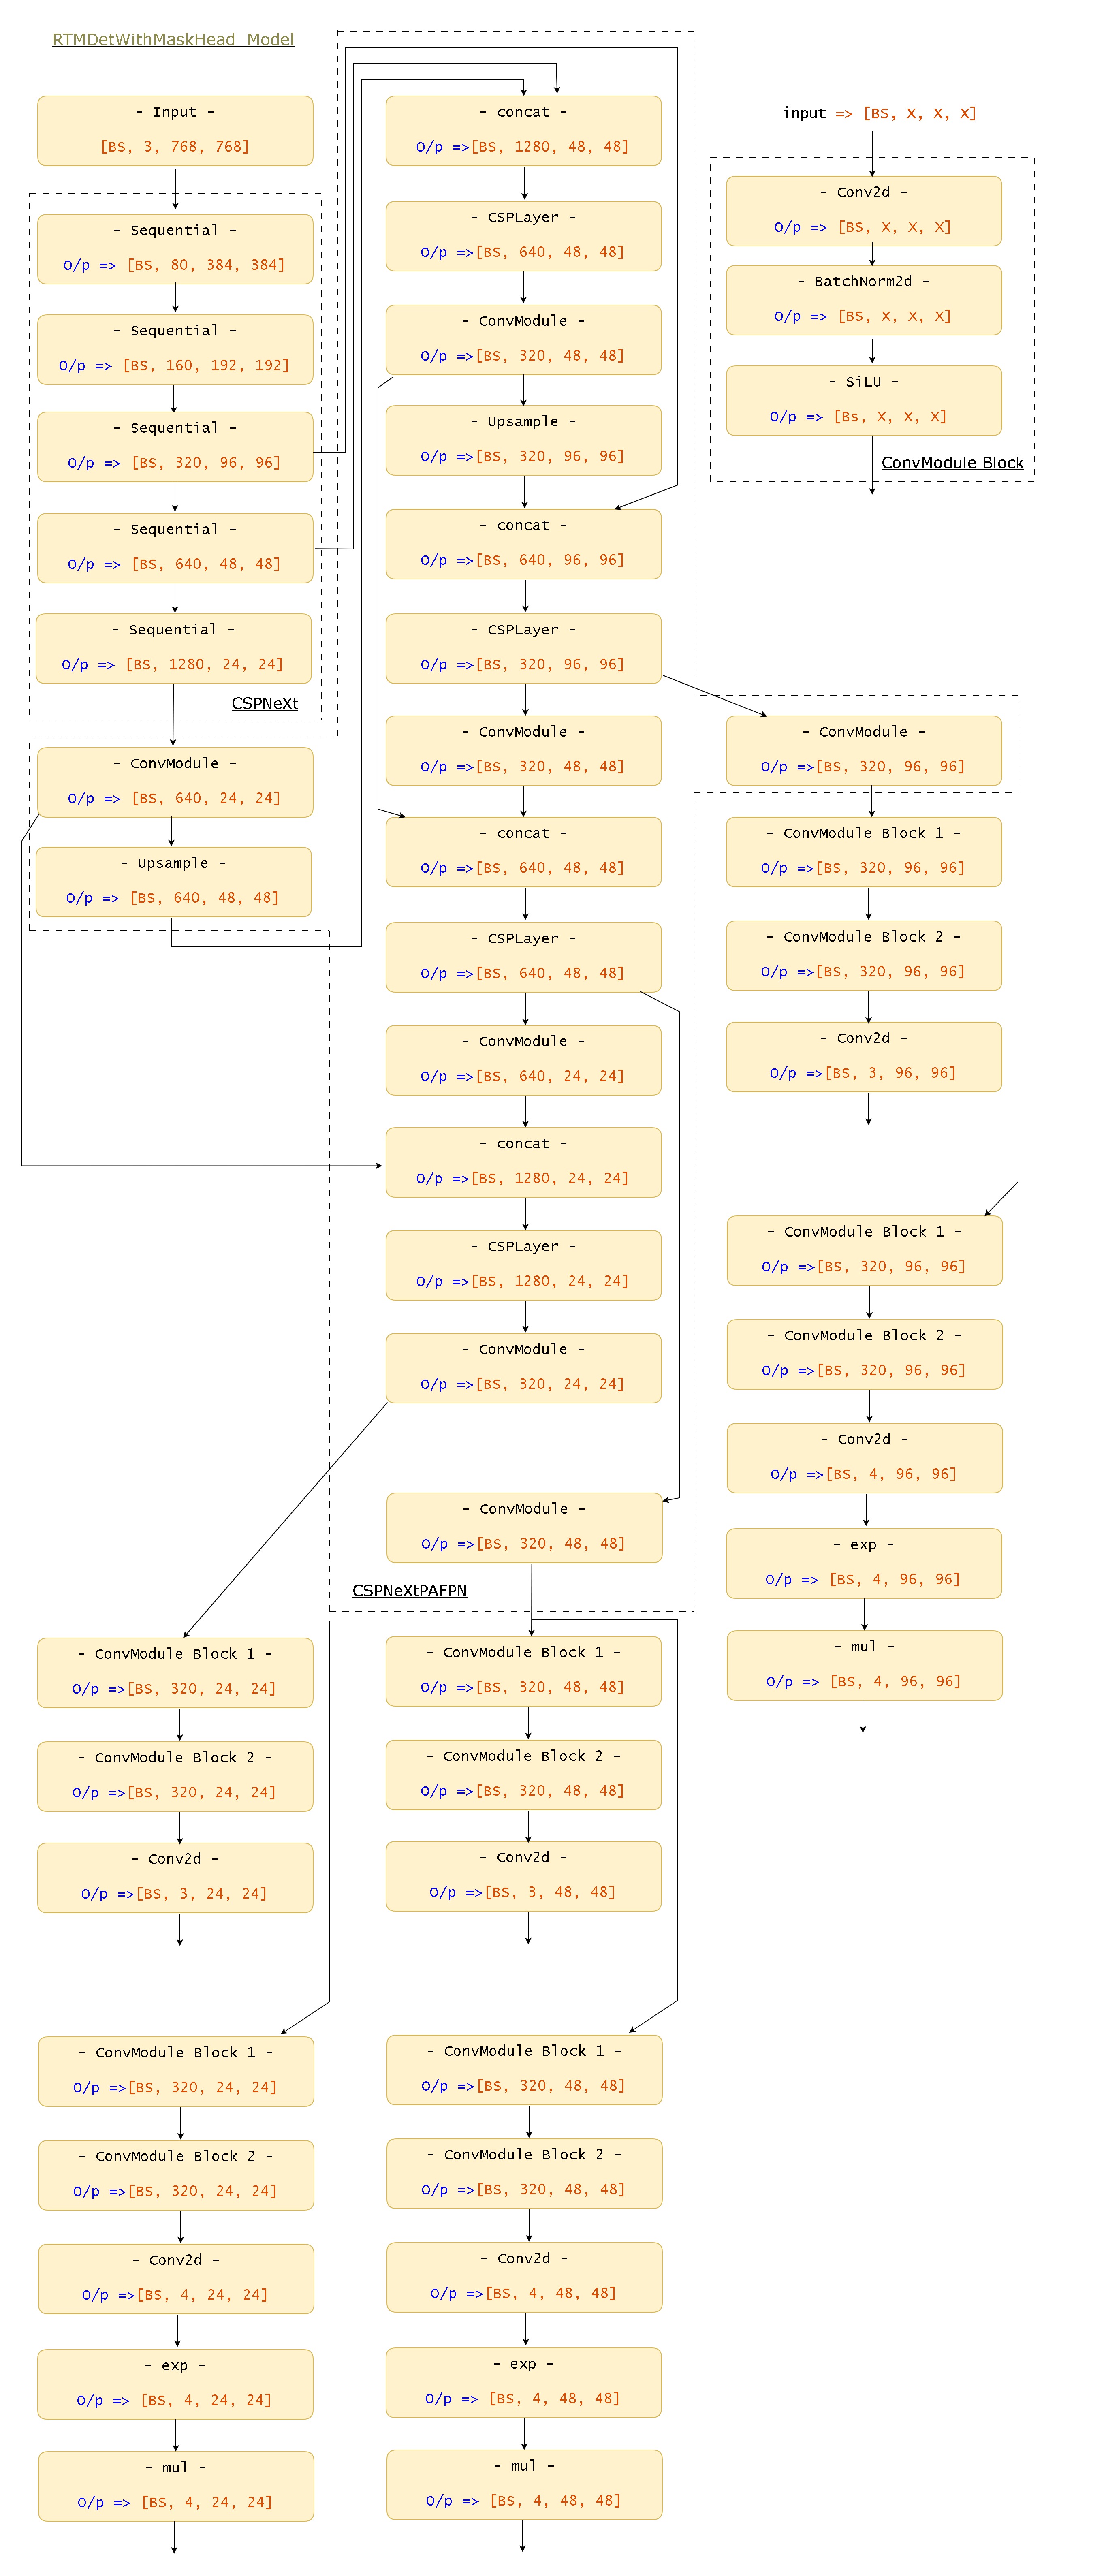 RTMDetWithMaskHead Model
- Input -
[BS, 3, 768, 768]
- Sequential -
O/p => [BS, 80, 384, 384]
- Sequential -
O/p => [BS, 160, 192, 192]
- Sequential -
O/p => [BS, 320, 96, 96]
- Sequential -
O/p => [BS, 640, 48, 48]
- Sequential -
O/p => [BS, 1280, 24, 24]
CSPNeXt
- ConvModule -
O/p => [BS, 640, 24, 24]
- Upsample -
O/p => [BS, 640, 48, 48]
- concat -
O/p =>[BS, 1280, 48, 48]
- CSPLayer -
O/p =>[BS, 640, 48, 48]
- ConvModule -
O/p =>[BS, 320, 48, 48]
- Upsample -
O/p =>[BS, 320, 96, 96]
- concat -
O/p =>[BS, 640, 96, 96]
- CSPLayer -
O/p =>[BS, 320, 96, 96]
- ConvModule -
O/p =>[BS, 320, 48, 48]
- concat -
O/p =>[BS, 640, 48, 48]
- CSPLayer -
O/p =>[BS, 640, 48, 48]
- ConvModule -
O/p =>[BS, 640, 24, 24]
- concat -
O/p =>[BS, 1280, 24, 24]
- CSPLayer -
O/p =>[BS, 1280, 24, 24]
- ConvModule -
O/p =>[BS, 320, 24, 24]
- ConvModule -
O/p =>[BS, 320, 48, 48]
CSPNeXtPAFPN
input => [BS, X, X, X]
- Conv2d -
O/p => [BS, X, X, X]
- BatchNorm2d -
O/p => [BS, X, X, X]
- SiLU -
O/p => [Bs, X, X, X]
ConvModule Block
- ConvModule -
O/p =>[BS, 320, 96, 96]
- ConvModule Block 1 -
O/p =>[BS, 320, 96, 96]
- ConvModule Block 2 -
O/p =>[BS, 320, 96, 96]
- Conv2d -
O/p =>[BS, 3, 96, 96]
- ConvModule Block 1 -
O/p =>[BS, 320, 96, 96]
- ConvModule Block 2 -
O/p =>[BS, 320, 96, 96]
- Conv2d -
O/p =>[BS, 4, 96, 96]
- exp -
O/p => [BS, 4, 96, 96]
- mul -
O/p => [BS, 4, 96, 96]
- ConvModule Block 1 -
O/p =>[BS, 320, 24, 24]
- ConvModule Block 2 -
O/p =>[BS, 320, 24, 24]
- Conv2d -
O/p =>[BS, 3, 24, 24]
- ConvModule Block 1 -
O/p =>[BS, 320, 24, 24]
- ConvModule Block 2 -
O/p =>[BS, 320, 24, 24]
- Conv2d -
O/p =>[BS, 4, 24, 24]
- exp -
O/p => [BS, 4, 24, 24]
- mul -
O/p => [BS, 4, 24, 24]
- ConvModule Block 1 -
O/p =>[BS, 320, 48, 48]
- ConvModule Block 2 -
O/p =>[BS, 320, 48, 48]
- Conv2d -
O/p =>[BS, 3, 48, 48]
- ConvModule Block 1 -
O/p =>[BS, 320, 48, 48]
- ConvModule Block 2 -
O/p =>[BS, 320, 48, 48]
- Conv2d -
O/p =>[BS, 4, 48, 48]
- exp -
O/p => [BS, 4, 48, 48]
- mul -
O/p => [BS, 4, 48, 48]